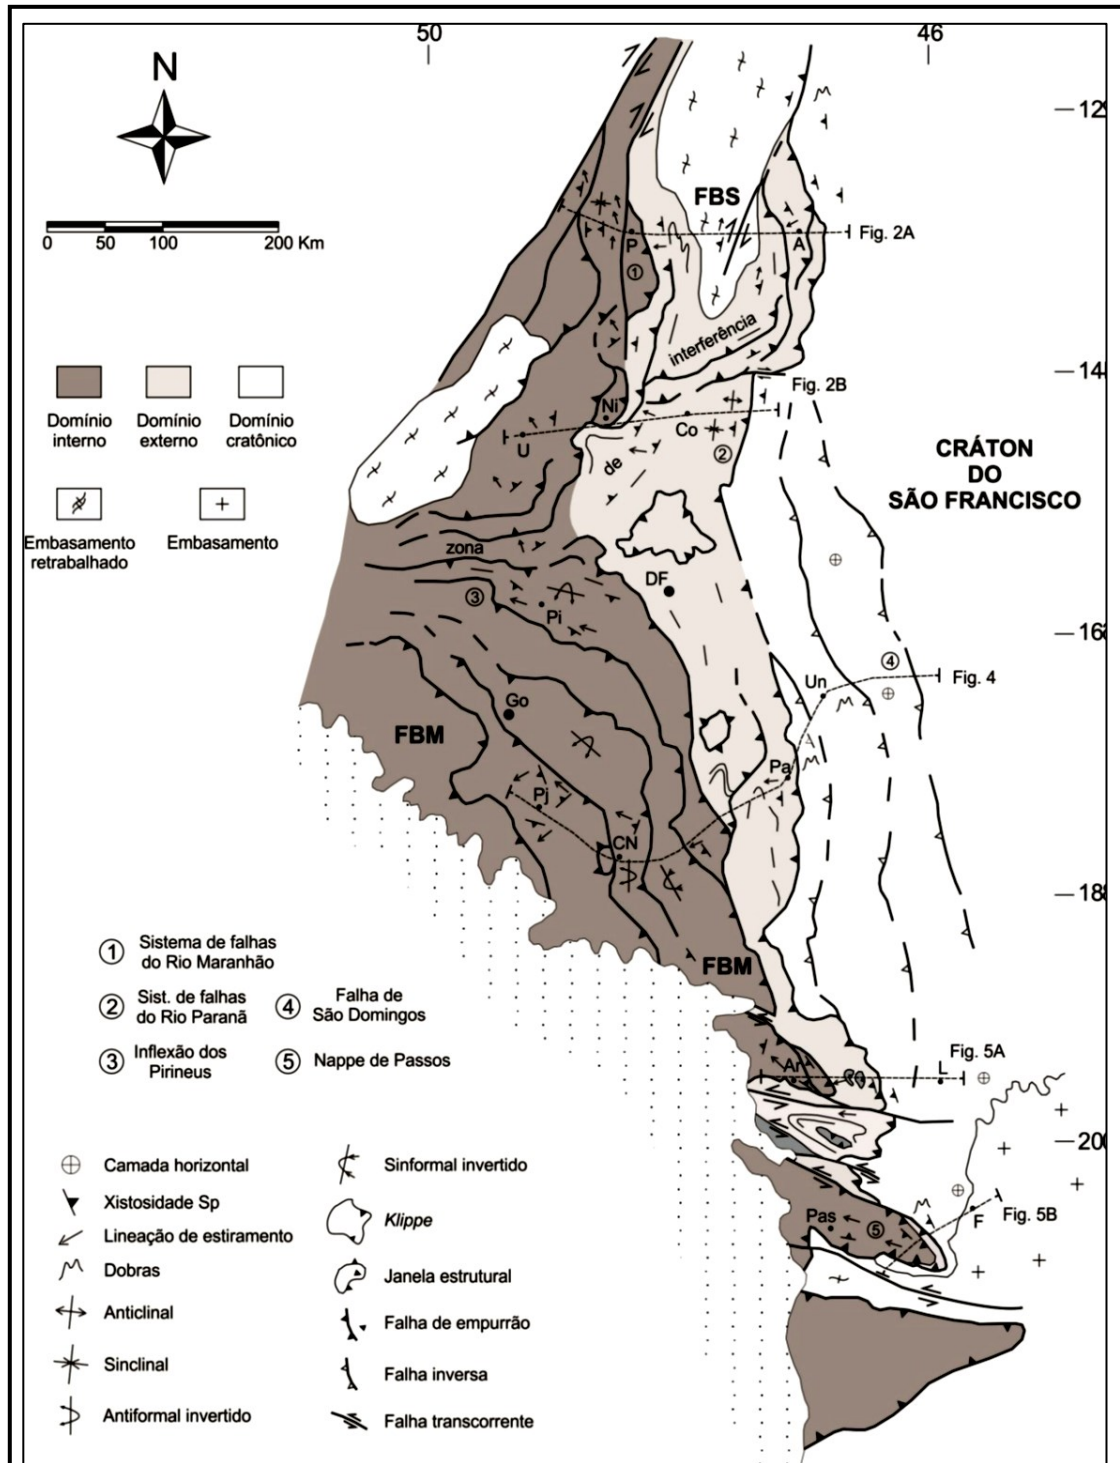 50
46
N
12
FBS
P
A
Fig. 2A
0
50
100
200 Km
1
interferência
14
Fig. 2B
Ni
Co
U
2
de
Domínio
interno
Domínio
externo
Domínio
cratônico
CRÁTON
DO
SÃO FRANCISCO
Embasamento
retrabalhado
Embasamento
zona
DF
3
Pi
16
4
Un
Fig. 4
Go
FBM
Pa
Pj
CN
18
FBM
1 Sistema de falhas
do Rio Maranhão
2 Sist. de falhas
do Rio Paranã
4 Falha de
São Domingos
3 Inflexão dos
Pirineus
5 Nappe de Passos
Fig. 5A
Ar
L
20
Camada horizontal
Xistosidade Sp
Lineação de estiramento
Dobras
Anticlinal
Sinclinal
Antiformal invertido
Sinformal invertido
Klippe
Janela estrutural
Falha de empurrão
Falha inversa
Falha transcorrente
Pas
5
F
Fig. 5B